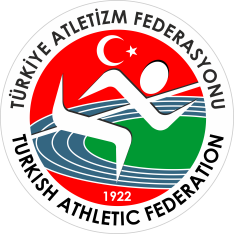 TÜRKİYE ATLETİZM FEDERASYONU
1922
TURKISH ATHLETIC FEDERATION